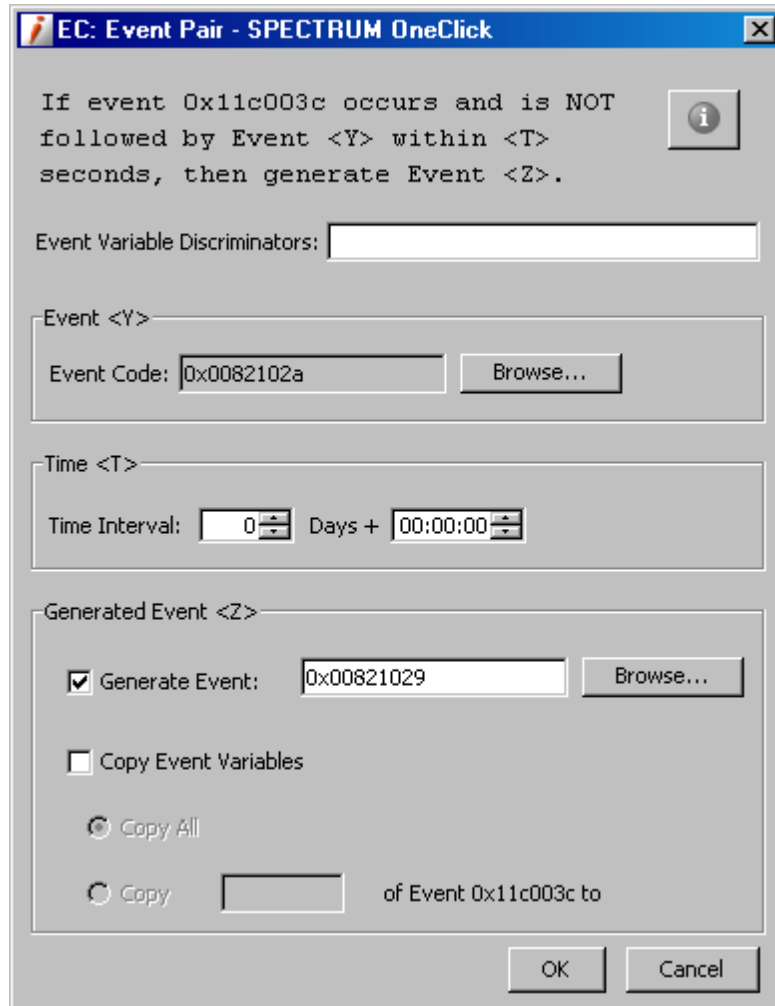 EC: Event Pair - SPECTRUM OneClick
If event 0x11c003c occurs and is NOT
followed by Event <Y> within <T>
seconds, then generate Event <Z>.
Event Variable Discriminators:
Event <Y>
Event Code: 0x0082102a Browse...
Time <T>
Time Interval: 0 Days + 00:00:00
Generated Event <Z>
Generate Event: 0x00821029 Browse...
Copy Event Variables
Copy All
Copy of Event 0x11c003c to
OK Cancel